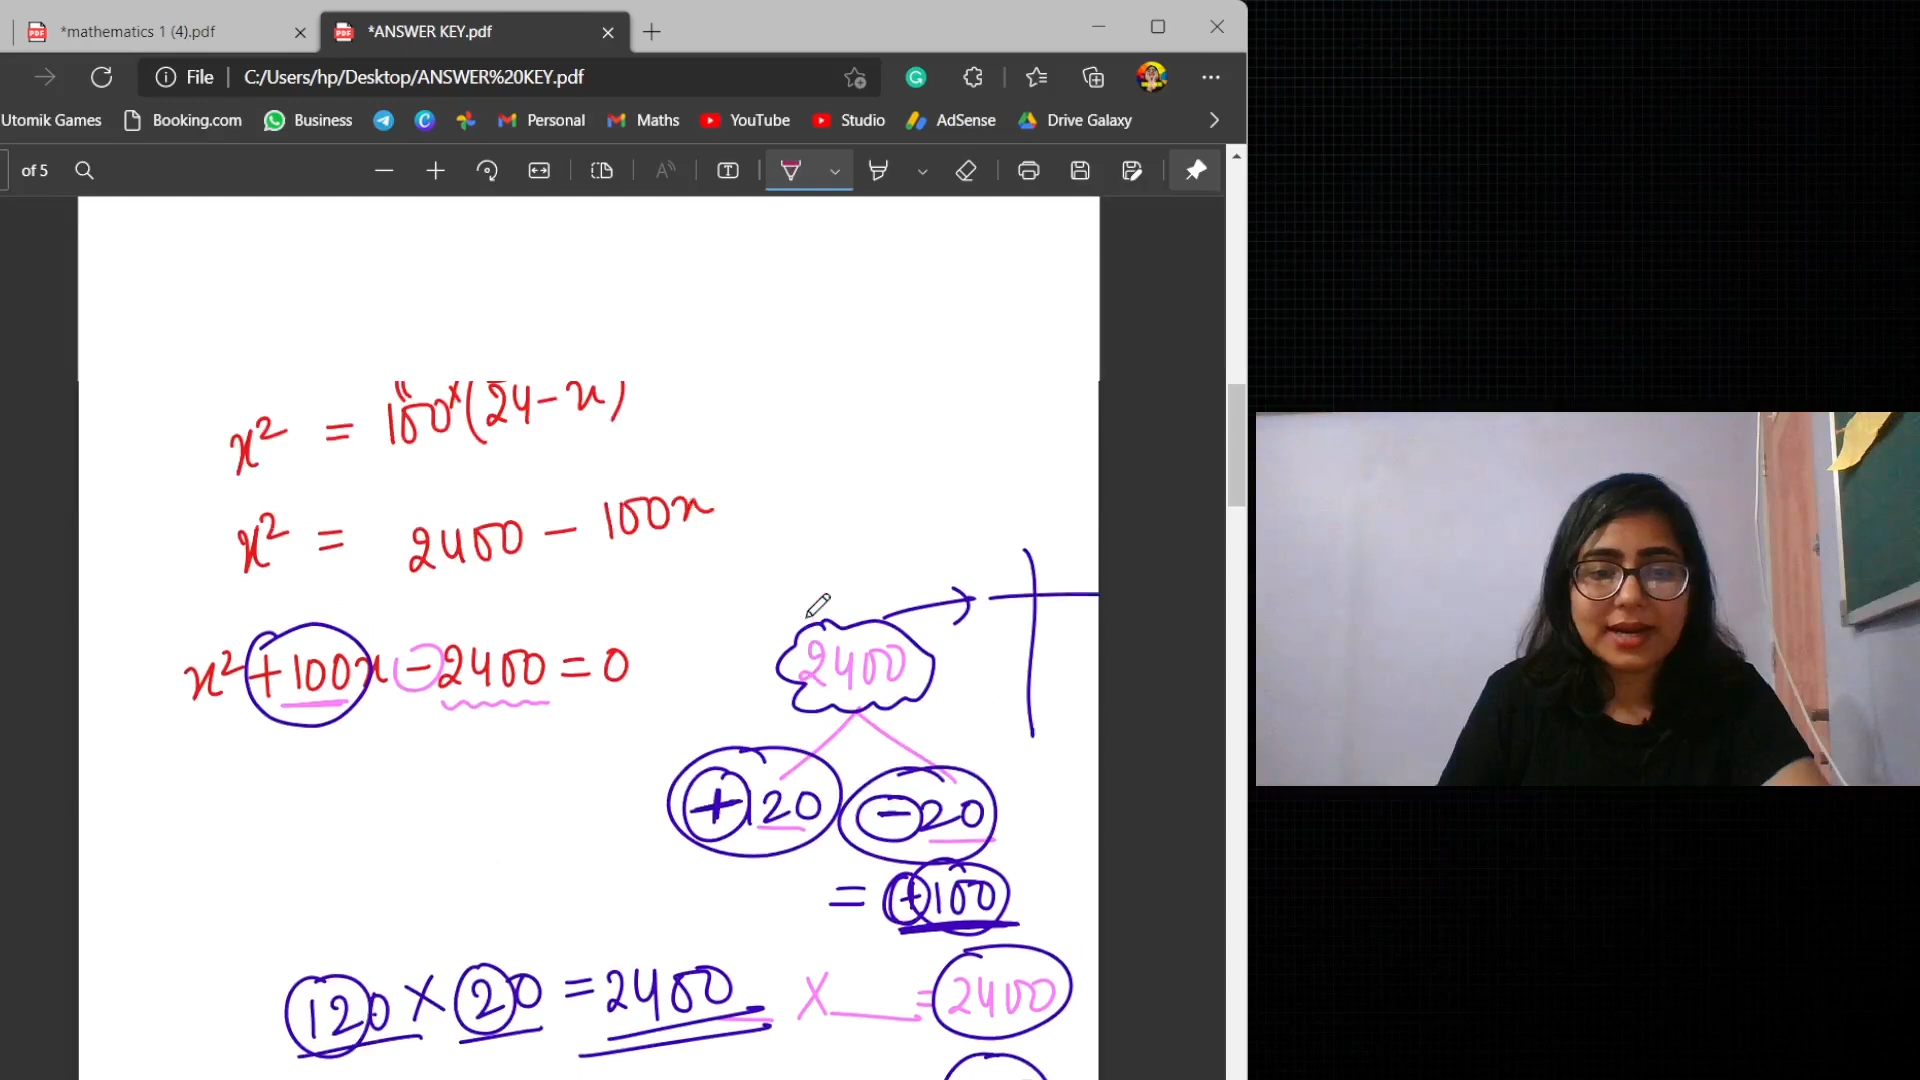 *mathematics 1 (4).pdf
*ANSWER KEY.pdf
File C:/Users/hp/Desktop/ANSWER%20KEY.pdf
Utomik Games Booking.com Business Personal Maths YouTube Studio AdSense Drive Galaxy
of 5
x² = 100×(24-x)
x² = 2400 - 100x
x² +100x -2400 = 0
2400
+120 -20
= +100
120 × 20 = 2400
× ___ = 2400